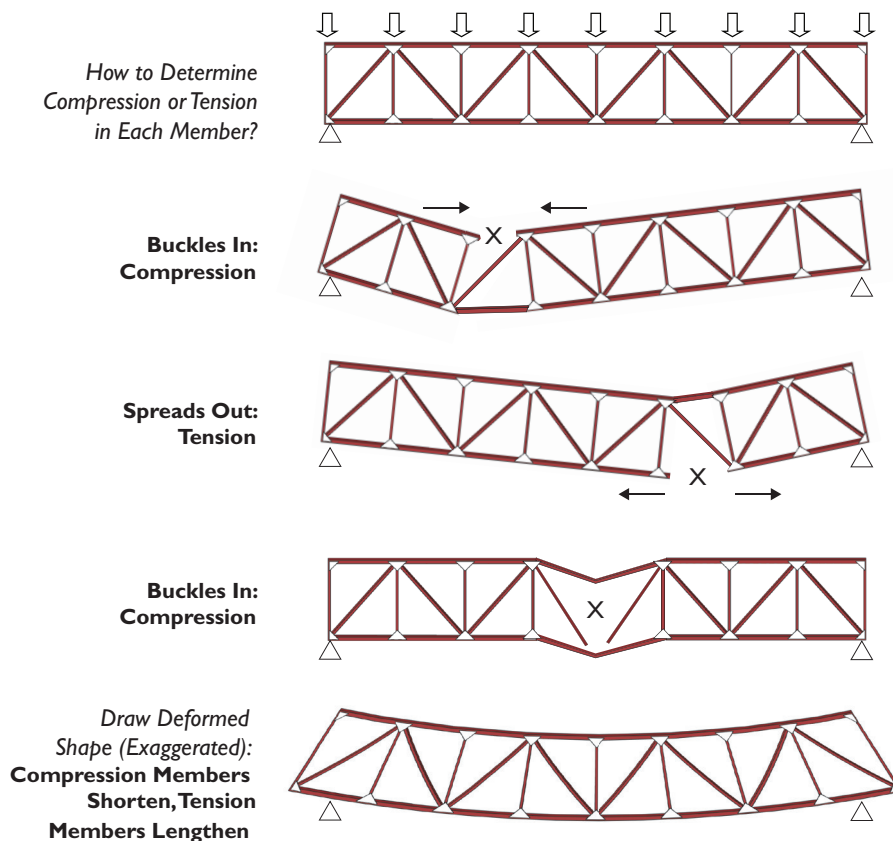 How to Determine
Compression or Tension
in Each Member?
Buckles In:
Compression
X
Spreads Out:
Tension
X
Buckles In:
Compression
X
Draw Deformed
Shape (Exaggerated):
Compression Members
Shorten, Tension
Members Lengthen